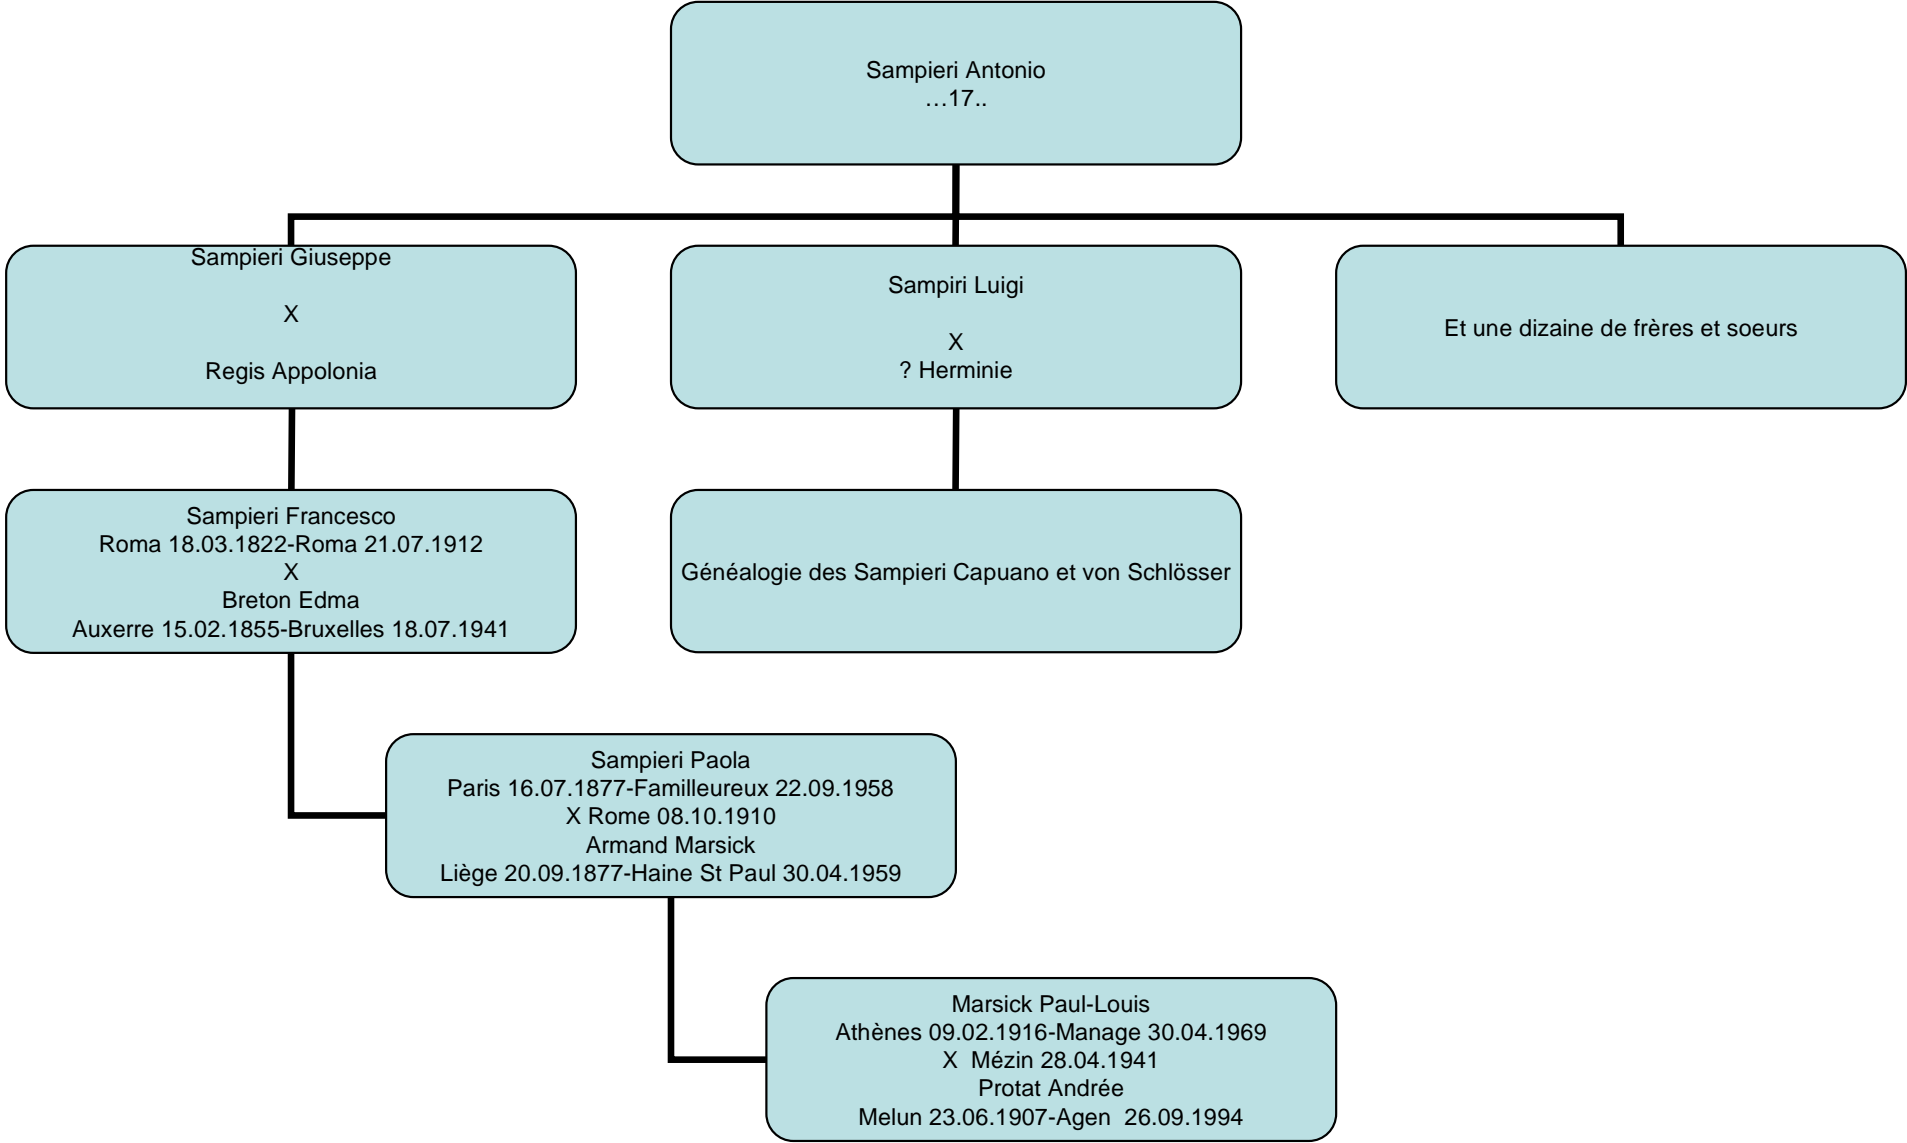 Sampieri Antonio
…17..
Sampieri Giuseppe
X
Regis Appolonia
Sampiri Luigi
X
? Herminie
Et une dizaine de frères et soeurs
Sampieri Francesco
Roma 18.03.1822-Roma 21.07.1912
X
Breton Edma
Auxerre 15.02.1855-Bruxelles 18.07.1941
Généalogie des Sampieri Capuano et von Schlösser
Sampieri Paola
Paris 16.07.1877-Familleureux 22.09.1958
X Rome 08.10.1910
Armand Marsick
Liège 20.09.1877-Haine St Paul 30.04.1959
Marsick Paul-Louis
Athènes 09.02.1916-Manage 30.04.1969
X  Mézin 28.04.1941
Protat Andrée
Melun 23.06.1907-Agen  26.09.1994